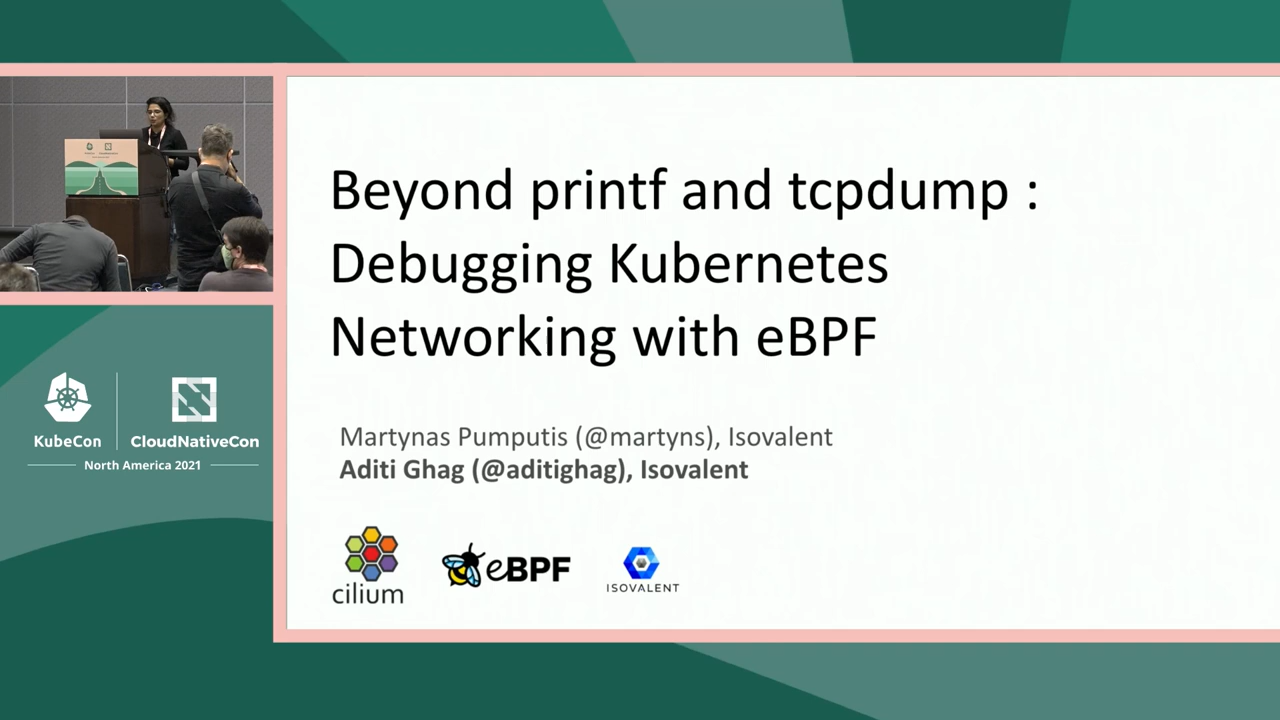 Beyond printf and tcpdump :
Debugging Kubernetes
Networking with eBPF
Martynas Pumputis (@martyns), Isovalent
Aditi Ghag (@aditighag), Isovalent
cilium
eBPF
ISOVALENT
KubeCon
CloudNativeCon
North America 2021